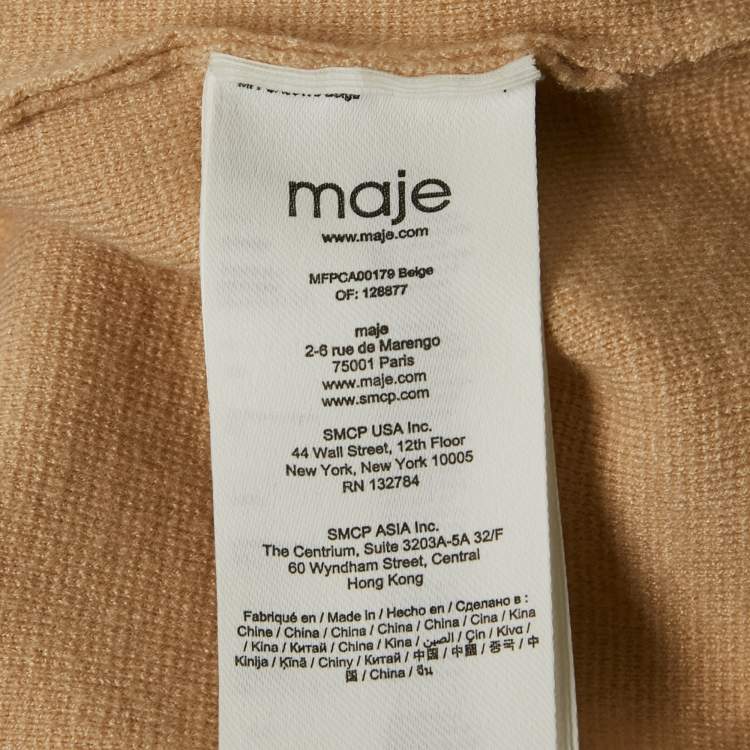 maje
www.maje.com
MFPCA00179 Beige
OF: 128877
maje
2-6 rue de Marengo
75001 Paris
www.maje.com
www.smcp.com
SMCP USA Inc.
44 Wall Street, 12th Floor
New York, New York 10005
RN 132784
SMCP ASIA Inc.
The Centrium, Suite 3203A-5A 32/F
60 Wyndham Street, Central
Hong Kong
Fabriqué en / Made in / Hecho en / Сделано в :
Chine / China / China / China / China / Cina / Kina
/ Kina / Китай / China / Kina / الصين / Çin / Kıva /
Kinija / Ķīnā / Chiny / Китай / 中国 / 中國 / 중국 / 中
国 / China / จีน